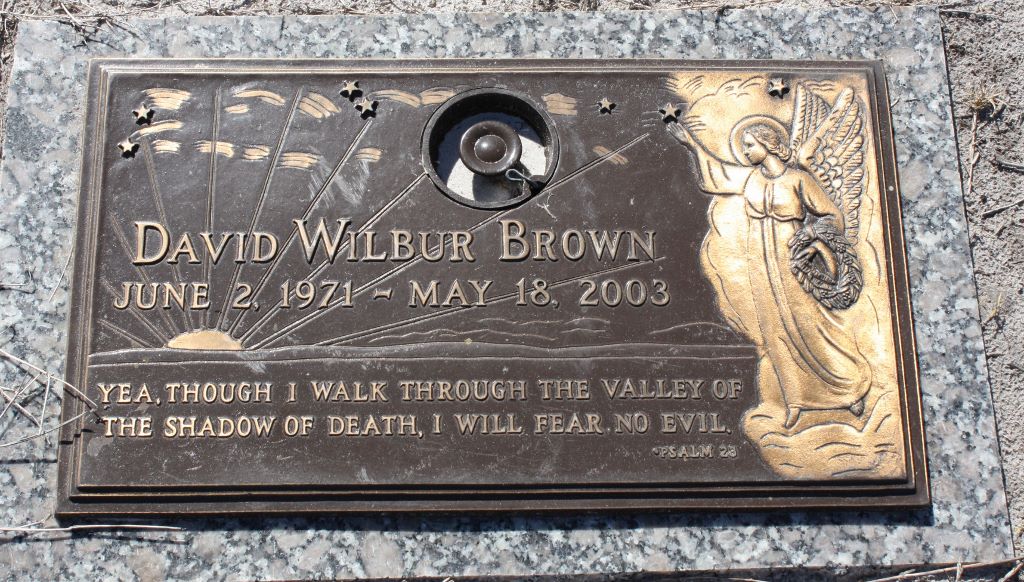 DAVID WILBUR BROWN
JUNE 2, 1971 ~ MAY 18, 2003
YEA, THOUGH I WALK THROUGH THE VALLEY OF
THE SHADOW OF DEATH, I WILL FEAR NO EVIL.
-PSALM 23